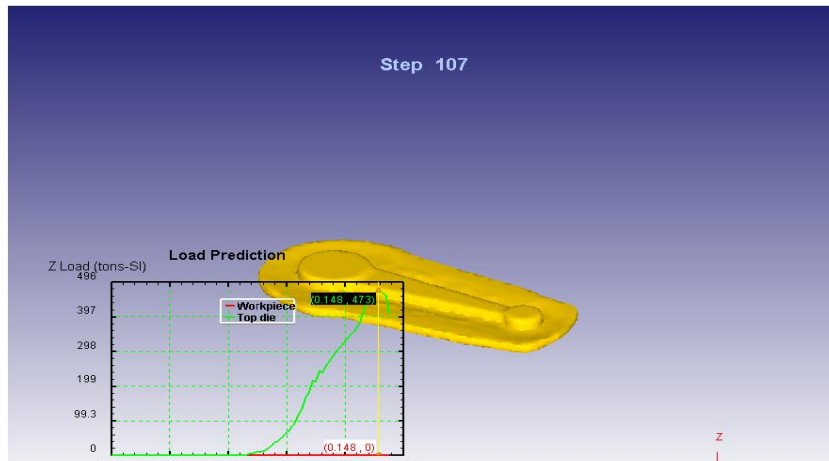 Step 107
Load Prediction
Z Load (tons-SI)
496
(0.148 , 473)
Workpiece
397
Top die
298
199
99.3
0
(0.148 , 0)
Z